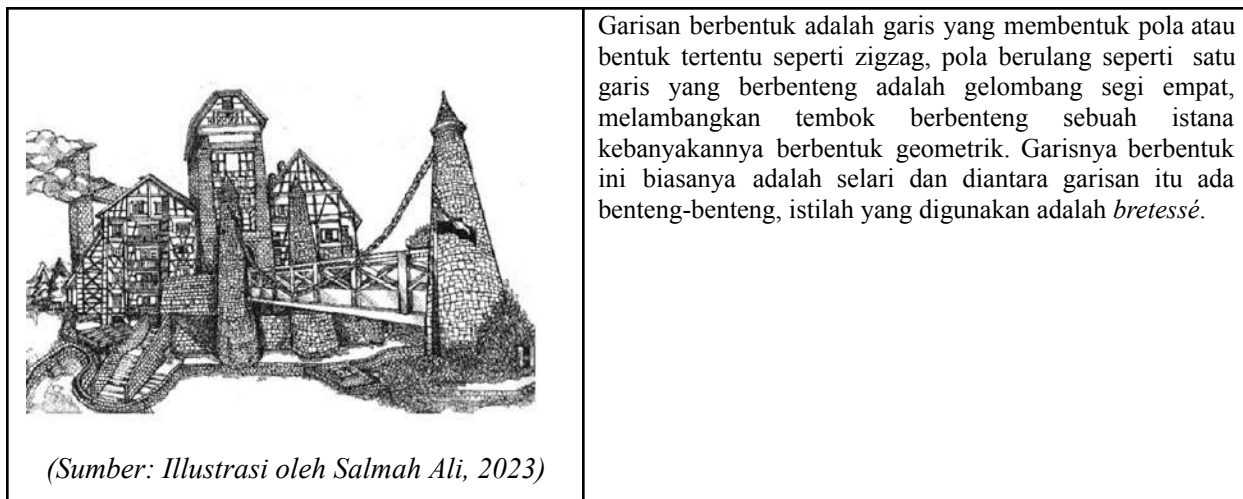 (Sumber: Illustrasi oleh Salmah Ali, 2023)
Garisan berbentuk adalah garis yang membentuk pola atau
bentuk tertentu seperti zigzag, pola berulang seperti satu
garis yang berbenteng adalah gelombang segi empat,
melambangkan tembok berbenteng sebuah istana
kebanyakannya berbentuk geometrik. Garisnya berbentuk
ini biasanya adalah selari dan diantara garisan itu ada
benteng-benteng, istilah yang digunakan adalah bretessé.